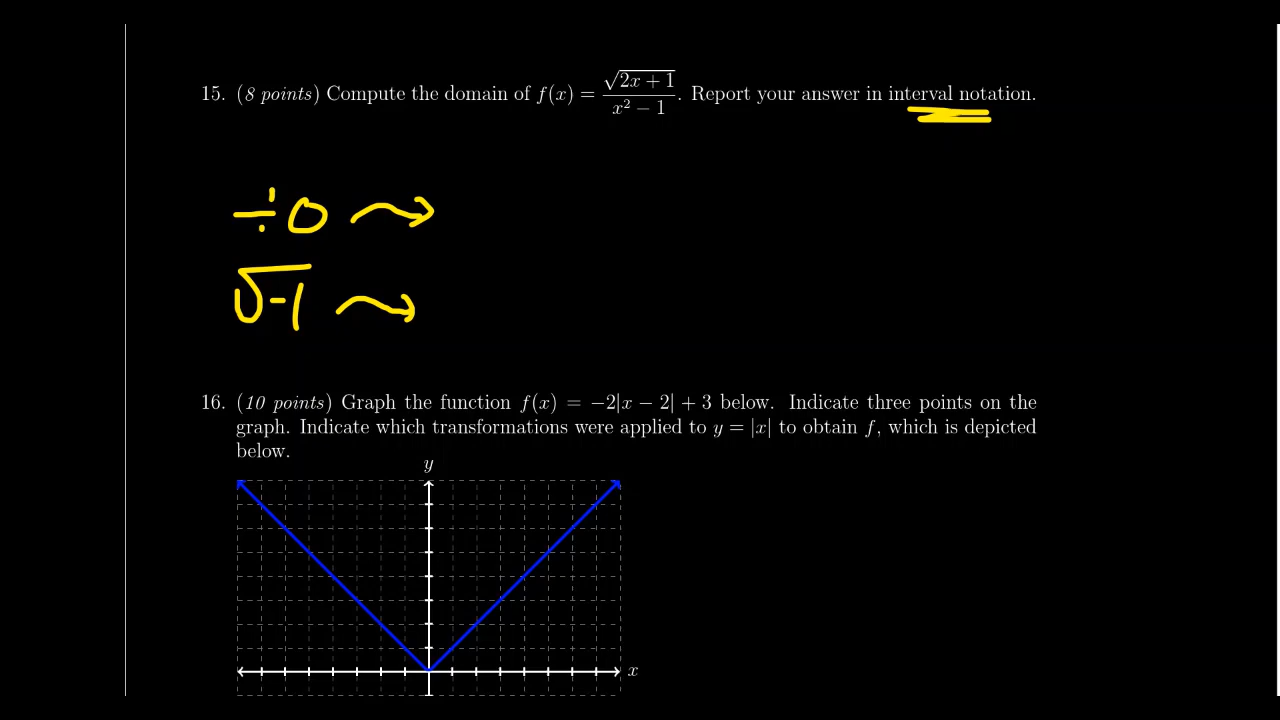 15. (8 points) Compute the domain of f(x) = √(2x + 1) / (x² − 1). Report your answer in interval notation.
÷0 ⇝
√-1 ⇝
16. (10 points) Graph the function f(x) = −2|x − 2| + 3 below. Indicate three points on the
graph. Indicate which transformations were applied to y = |x| to obtain f, which is depicted
below.
y
x